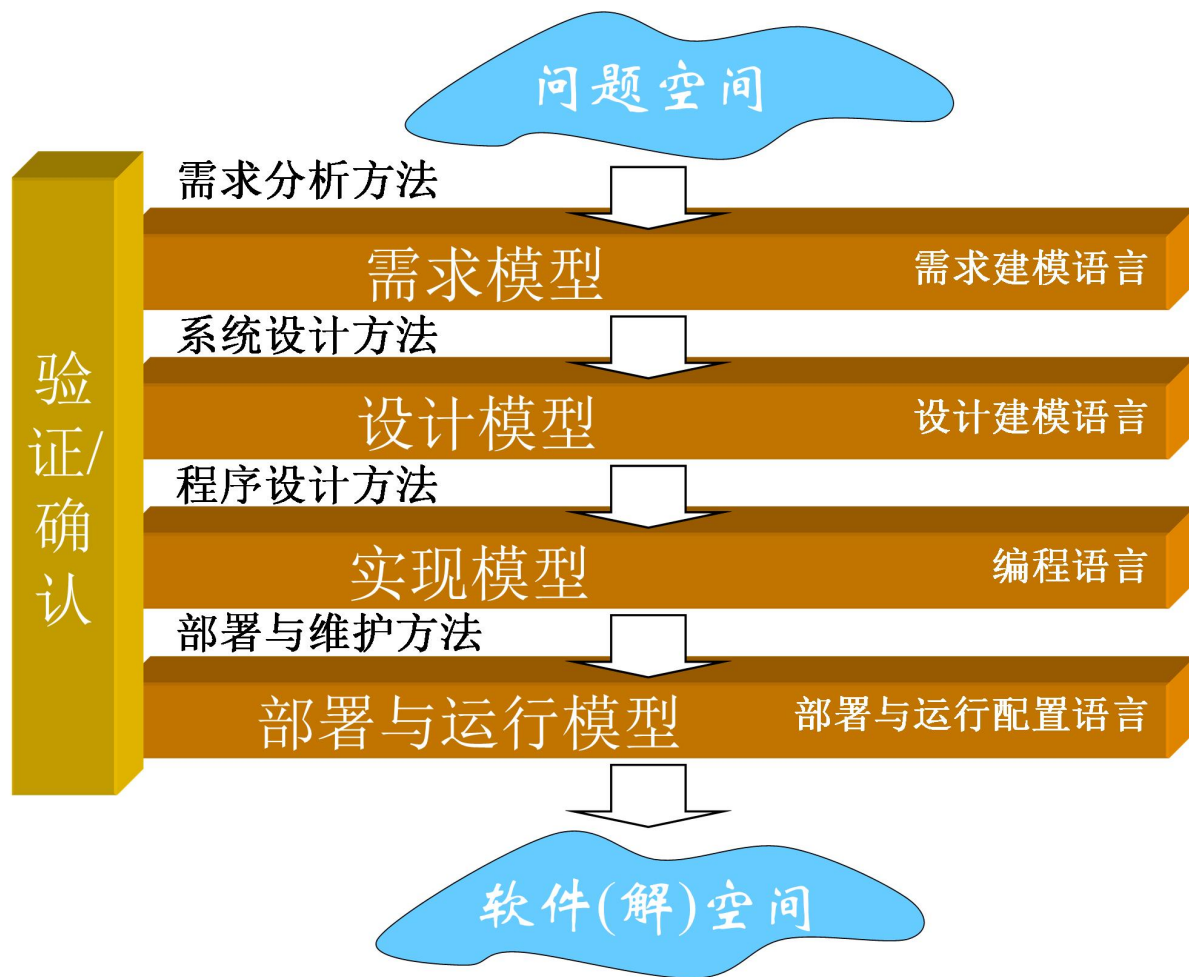 问题空间
需求分析方法
需求模型
需求建模语言
系统设计方法
设计模型
设计建模语言
程序设计方法
实现模型
编程语言
部署与维护方法
部署与运行模型
部署与运行配置语言
验
证/
确
认
软件(解)空间